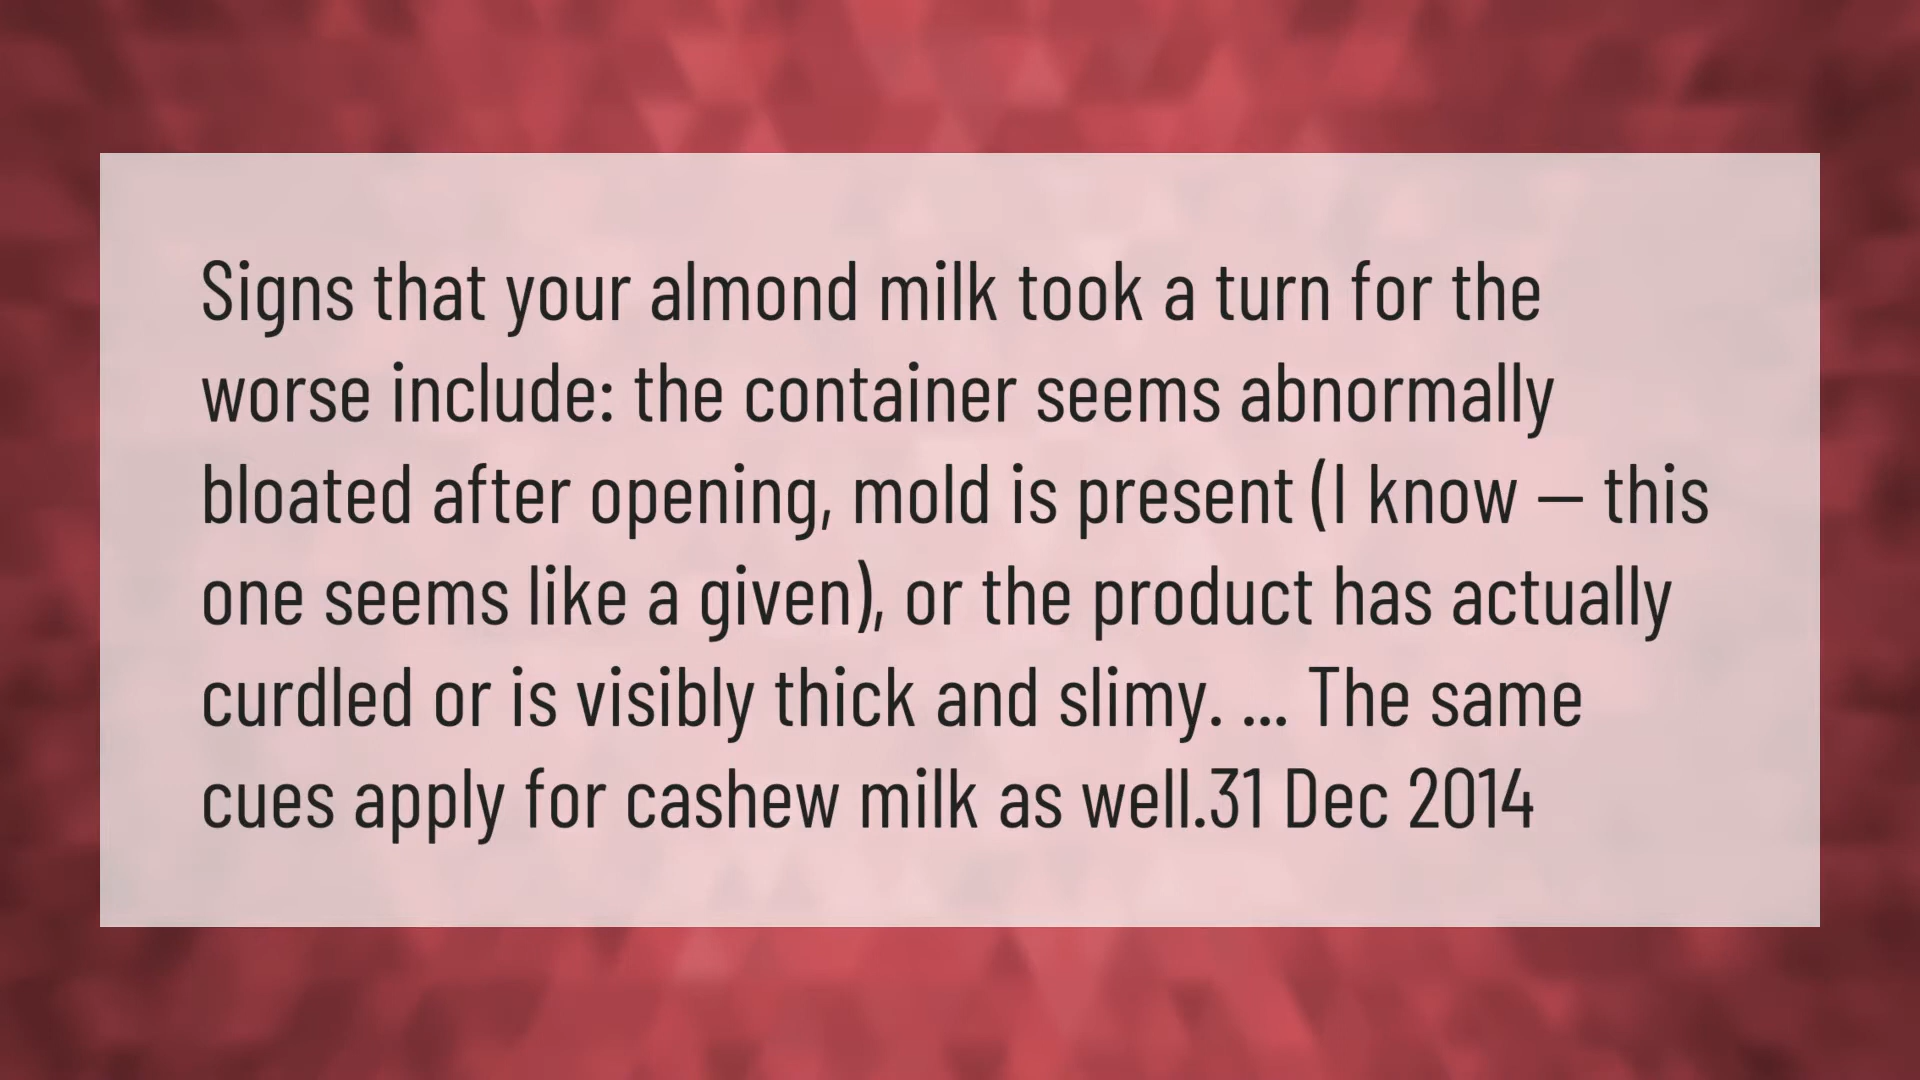 Signs that your almond milk took a turn for the
worse include: the container seems abnormally
bloated after opening, mold is present (I know — this
one seems like a given), or the product has actually
curdled or is visibly thick and slimy. ... The same
cues apply for cashew milk as well.31 Dec 2014